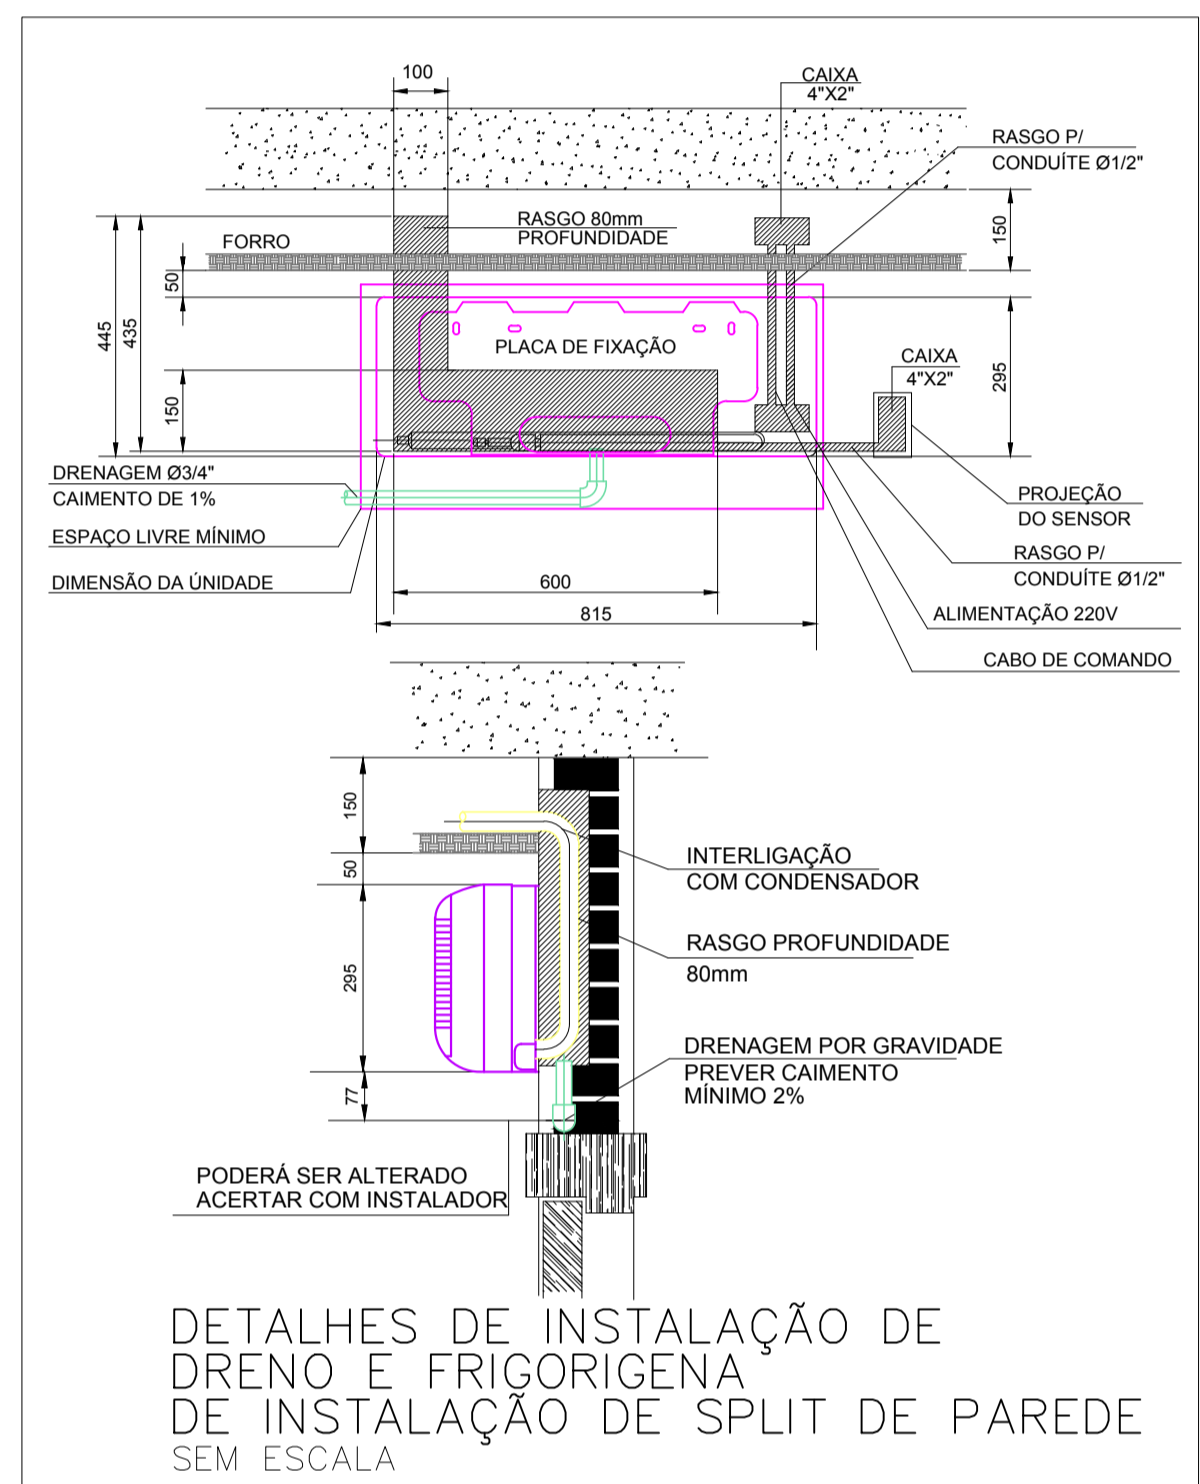 100
CAIXA
4"X2"
RASGO P/
CONDUÍTE Ø1/2"
RASGO 80mm
PROFUNDIDADE
FORRO
150
50
445
435
150
PLACA DE FIXAÇÃO
295
CAIXA
4"X2"
DRENAGEM Ø3/4"
CAIMENTO DE 1%
ESPAÇO LIVRE MÍNIMO
DIMENSÃO DA ÚNIDADE
PROJEÇÃO
DO SENSOR
RASGO P/
CONDUÍTE Ø1/2"
600
815
ALIMENTAÇÃO 220V
CABO DE COMANDO
150
50
295
77
INTERLIGAÇÃO
COM CONDENSADOR
RASGO PROFUNDIDADE
80mm
DRENAGEM POR GRAVIDADE
PREVER CAIMENTO
MÍNIMO 2%
PODERÁ SER ALTERADO
ACERTAR COM INSTALADOR
DETALHES DE INSTALAÇÃO DE
DRENO E FRIGORIGENA
DE INSTALAÇÃO DE SPLIT DE PAREDE
SEM ESCALA